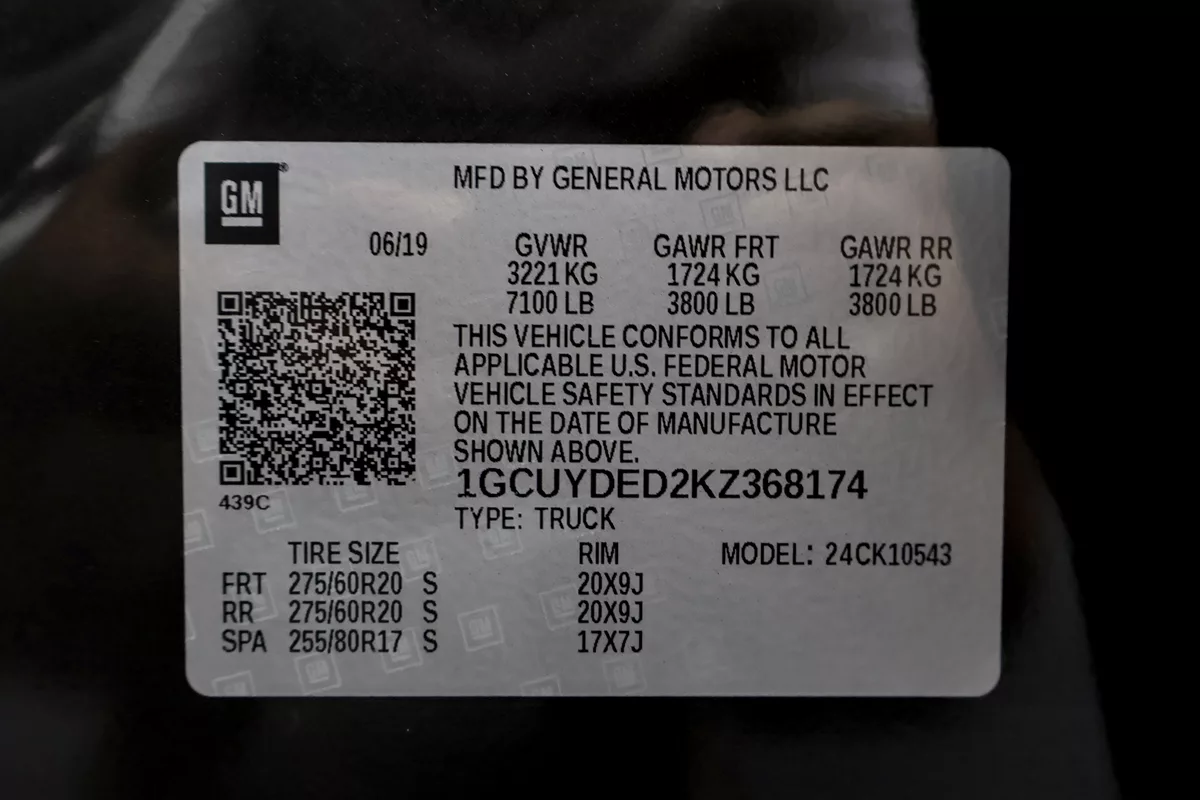 GM
MFD BY GENERAL MOTORS LLC
06/19 GVWR GAWR FRT GAWR RR
3221 KG 1724 KG 1724 KG
7100 LB 3800 LB 3800 LB
THIS VEHICLE CONFORMS TO ALL
APPLICABLE U.S. FEDERAL MOTOR
VEHICLE SAFETY STANDARDS IN EFFECT
ON THE DATE OF MANUFACTURE
SHOWN ABOVE.
1GCUYDED2KZ368174
439C
TYPE: TRUCK
TIRE SIZE RIM MODEL: 24CK10543
FRT 275/60R20 S 20X9J
RR 275/60R20 S 20X9J
SPA 255/80R17 S 17X7J